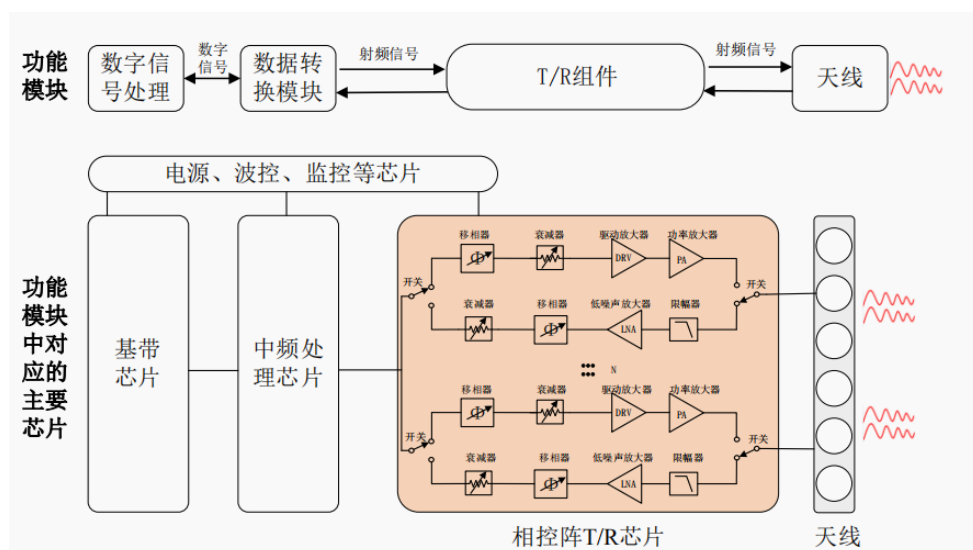 功能
模块
数字信
号处理
数字
信号
数据转
换模块
射频信号
T/R组件
射频信号
天线
电源、波控、监控等芯片
功能
模块
中对
应的
主要
芯片
基带
芯片
中频处
理芯片
移相器
衰减器
驱动放大器
功率放大器
Φ
DRV
PA
开关
开关
衰减器
移相器
低噪声放大器
限幅器
Φ
LNA
N
移相器
衰减器
驱动放大器
功率放大器
Φ
DRV
PA
开关
开关
衰减器
移相器
低噪声放大器
限幅器
Φ
LNA
相控阵T/R芯片
天线